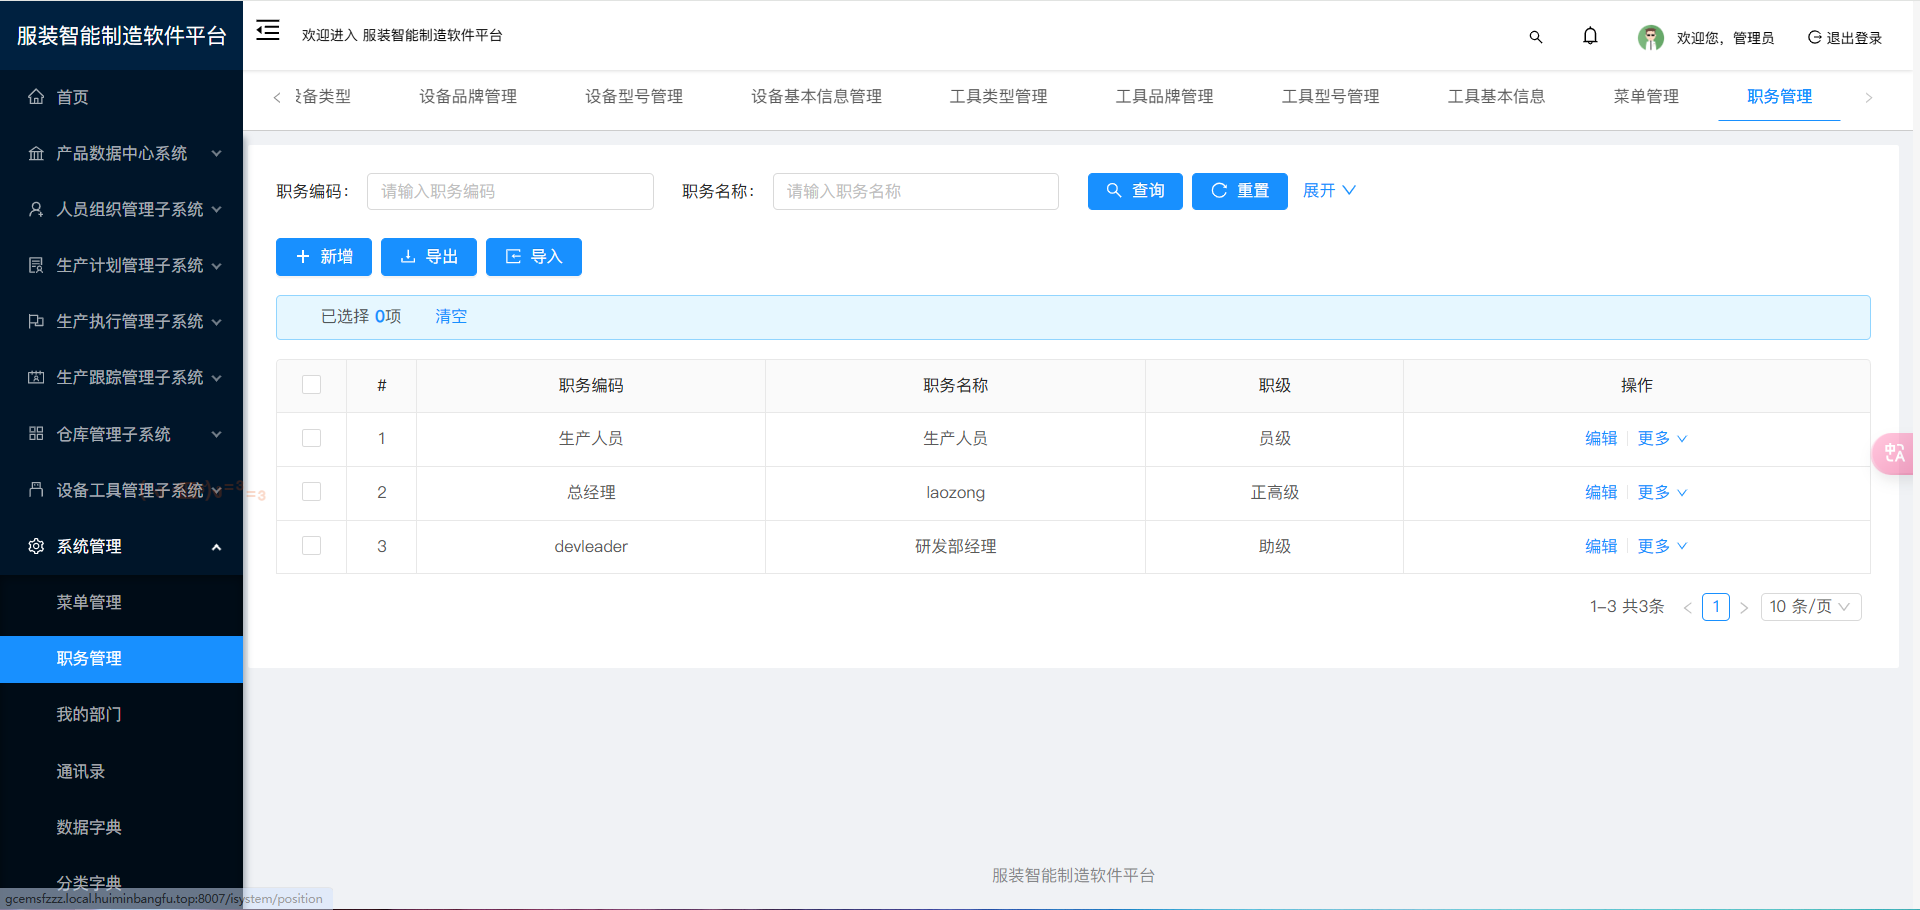 服装智能制造软件平台
欢迎进入 服装智能制造软件平台
欢迎您，管理员
退出登录
首页
产品数据中心系统
人员组织管理子系统
生产计划管理子系统
生产执行管理子系统
生产跟踪管理子系统
仓库管理子系统
设备工具管理子系统
系统管理
菜单管理
职务管理
我的部门
通讯录
数据字典
分类字典
gcemsfzzz.local.huiminbangfu.top:8007/isystem/position
设备类型 设备品牌管理 设备型号管理 设备基本信息管理 工具类型管理 工具品牌管理 工具型号管理 工具基本信息 菜单管理 职务管理
职务编码： 请输入职务编码 职务名称： 请输入职务名称 查询 重置 展开
新增 导出 导入
已选择 0项 清空
# 职务编码 职务名称 职级 操作
1 生产人员 生产人员 员级 编辑 更多
2 总经理 laozong 正高级 编辑 更多
3 devleader 研发部经理 助级 编辑 更多
1-3 共3条 < 1 > 10 条/页
服装智能制造软件平台